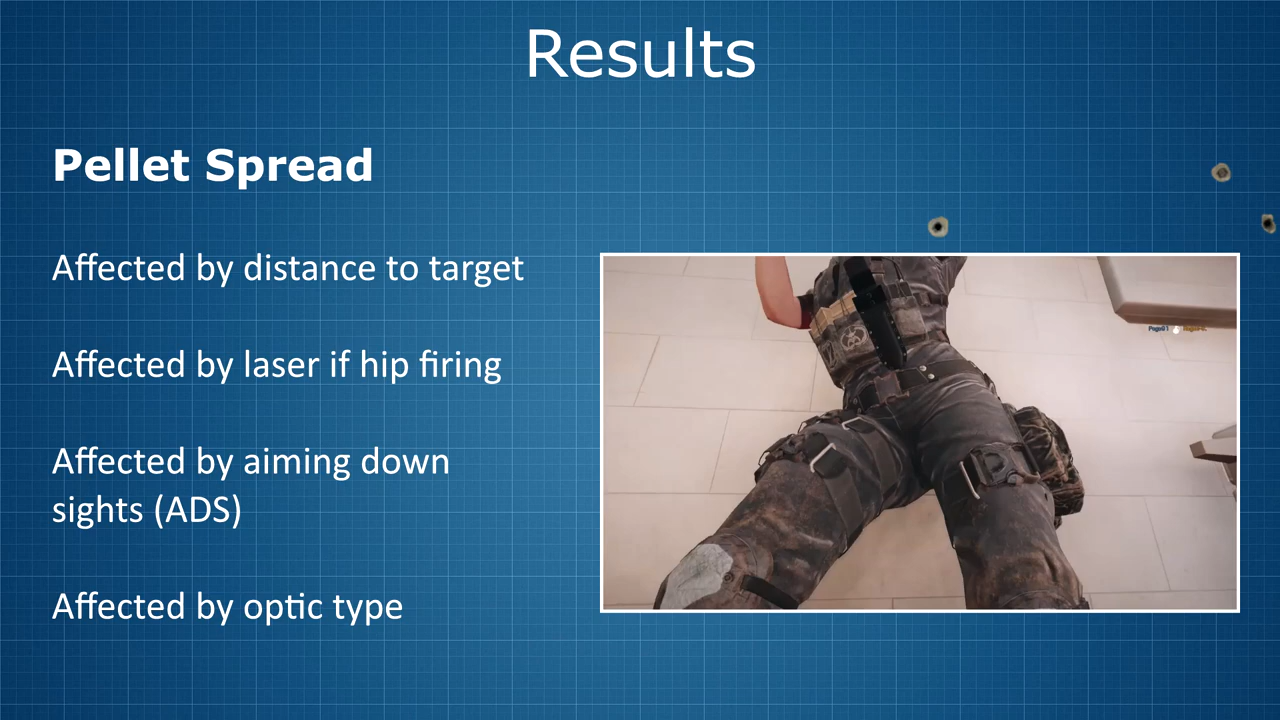 Results
Pellet Spread
Affected by distance to target
Affected by laser if hip firing
Affected by aiming down
sights (ADS)
Affected by optic type